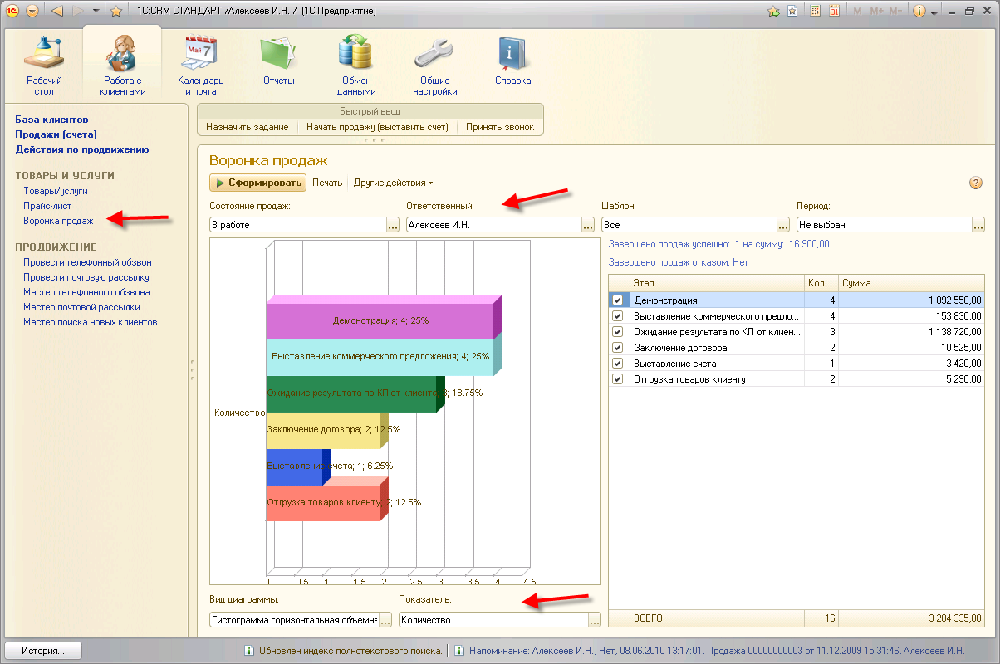 1С:CRM СТАНДАРТ /Алексеев И.Н. / (1С:Предприятие)
M M+ M-
Рабочий стол
Работа с клиентами
Календарь и почта
Отчеты
Обмен данными
Общие настройки
Справка
Май 7
База клиентов
Продажи (счета)
Действия по продвижению
ТОВАРЫ И УСЛУГИ
Товары/услуги
Прайс-лист
Воронка продаж
ПРОДВИЖЕНИЕ
Провести телефонный обзвон
Провести почтовую рассылку
Мастер телефонного обзвона
Мастер почтовой рассылки
Мастер поиска новых клиентов
Быстрый ввод
Назначить задание Начать продажу (выставить счет) Принять звонок
Воронка продаж
Сформировать Печать Другие действия
Состояние продаж: Ответственный: Шаблон: Период:
В работе ... Алексеев И.Н. ... Все ... Не выбран ...
Завершено продаж успешно: 1 на сумму: 16 900,00
Завершено продаж отказом: Нет
Этап Кол... Сумма
Демонстрация 4 1 892 550,00
Выставление коммерческого предло... 4 153 830,00
Ожидание результата по КП от клиен... 3 1 138 720,00
Заключение договора 2 10 525,00
Выставление счета 1 3 420,00
Отгрузка товаров клиенту 2 5 290,00
ВСЕГО: 16 3 204 335,00
Количество
Демонстрация; 4; 25%
Выставление коммерческого предложения; 4; 25%
Ожидание результата по КП от клиента; 3; 18.75%
Заключение договора; 2; 12.5%
Выставление счета; 1; 6.25%
Отгрузка товаров клиенту; 2; 12.5%
0 0.5 1 1.5 2 2.5 3 3.5 4 4.5
Вид диаграммы: Показатель:
Гистограмма горизонтальная объемна ... Количество ...
История...
Обновлен индекс полнотекстового поиска.
Напоминание: Алексеев И.Н., Нет, 08.06.2010 13:17:01, Продажа 00000000003 от 11.12.2009 15:31:46, Алексеев И.Н.